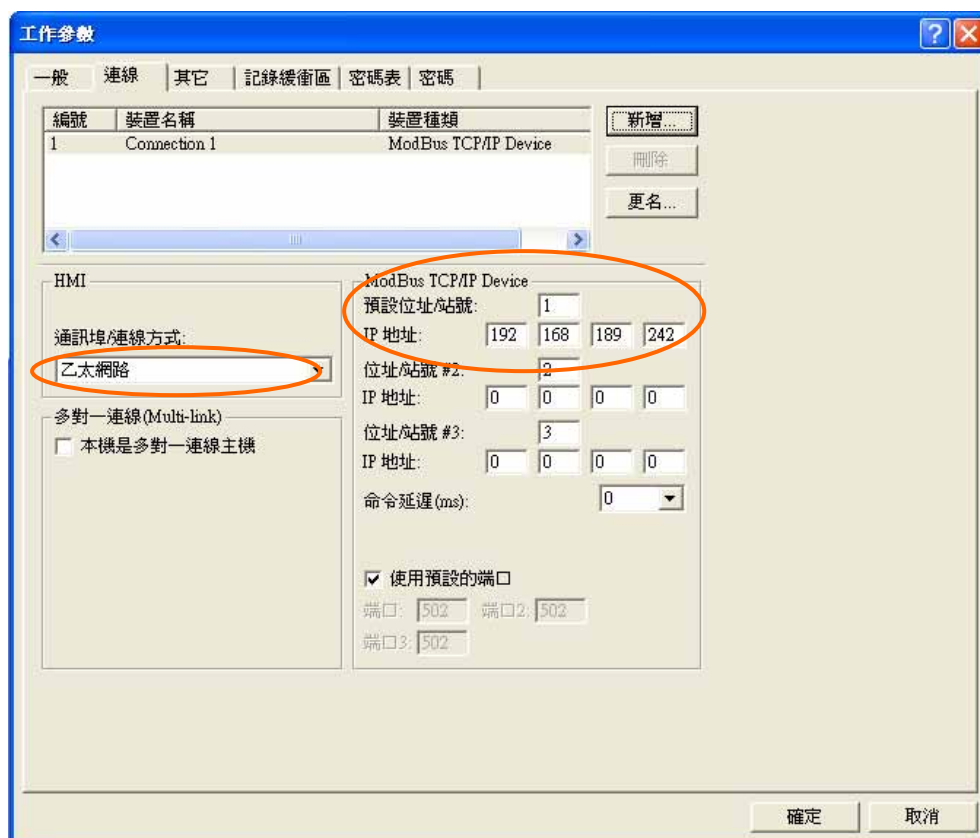 工作參數
一般 連線 其它 記錄緩衝區 密碼表 密碼
編號 裝置名稱 裝置種類
1 Connection 1 ModBus TCP/IP Device
新增...
刪除
更名...
HMI
通訊埠/連線方式:
乙太網路
多對一連線(Multi-link)
本機是多對一連線主機
ModBus TCP/IP Device
預設位址/站號: 1
IP 地址: 192 168 189 242
位址/站號 #2: 2
IP 地址: 0 0 0 0
位址/站號 #3: 3
IP 地址: 0 0 0 0
命令延遲(ms): 0
使用預設的端口
端口: 502 端口2: 502
端口3: 502
確定 取消